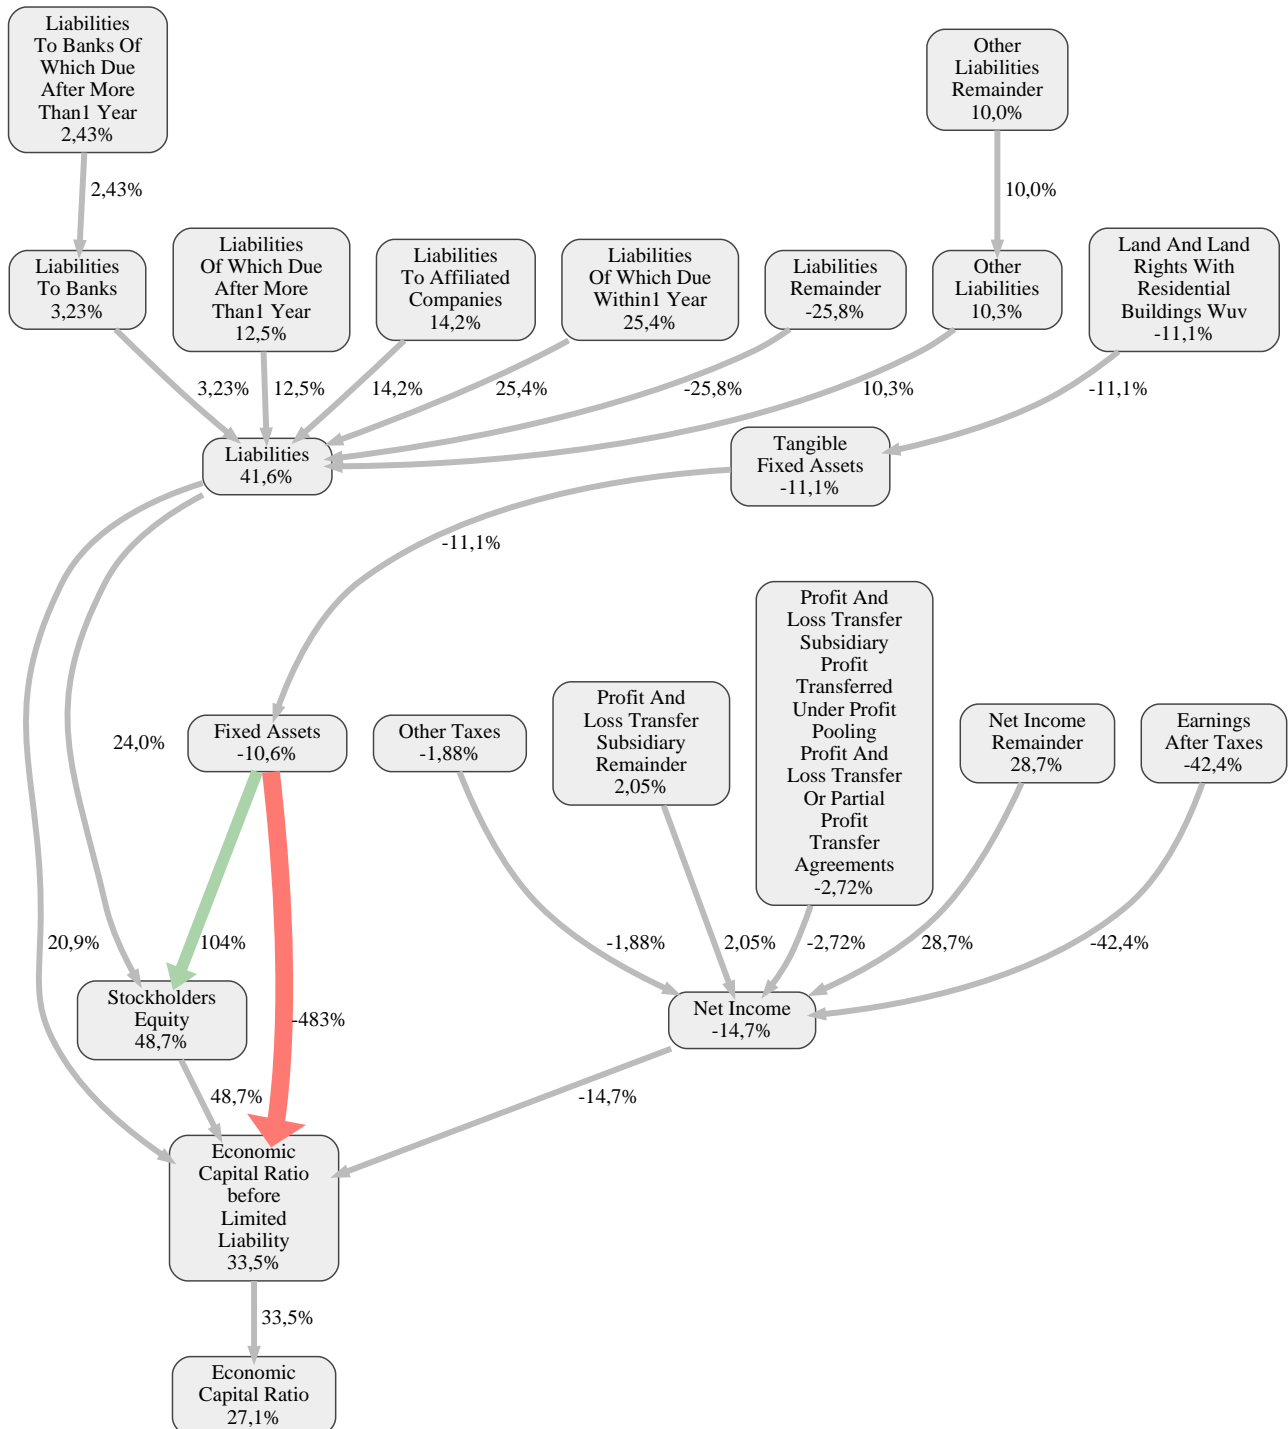 Liabilities
To Banks Of
Which Due
After More
Than1 Year
2,43%
Other
Liabilities
Remainder
10,0%
2,43%
10,0%
Liabilities
To Banks
3,23%
Liabilities
Of Which Due
After More
Than1 Year
12,5%
Liabilities
To Affiliated
Companies
14,2%
Liabilities
Of Which Due
Within1 Year
25,4%
Liabilities
Remainder
-25,8%
Other
Liabilities
10,3%
Land And Land
Rights With
Residential
Buildings Wuv
-11,1%
3,23%
12,5%
14,2%
25,4%
-25,8%
10,3%
-11,1%
Liabilities
41,6%
Tangible
Fixed Assets
-11,1%
-11,1%
Fixed Assets
-10,6%
Other Taxes
-1,88%
Profit And
Loss Transfer
Subsidiary
Remainder
2,05%
Profit And
Loss Transfer
Subsidiary
Profit
Transferred
Under Profit
Pooling
Profit And
Loss Transfer
Or Partial
Profit
Transfer
Agreements
-2,72%
Net Income
Remainder
28,7%
Earnings
After Taxes
-42,4%
24,0%
20,9%
104%
-483%
-1,88%
2,05%
-2,72%
28,7%
-42,4%
Stockholders
Equity
48,7%
Net Income
-14,7%
48,7%
-14,7%
Economic
Capital Ratio
before
Limited
Liability
33,5%
33,5%
Economic
Capital Ratio
27,1%